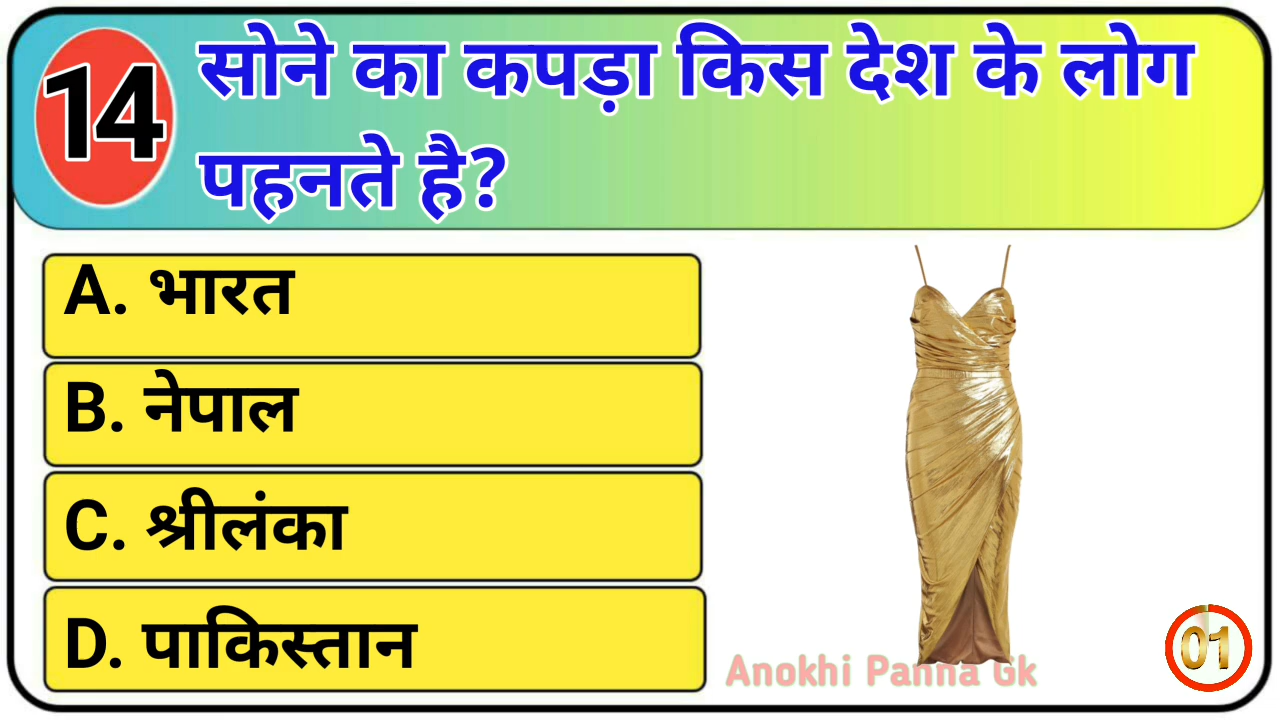 14
सोने का कपड़ा किस देश के लोग
पहनते है?
A. भारत
B. नेपाल
C. श्रीलंका
D. पाकिस्तान
Anokhi Panna Gk
01